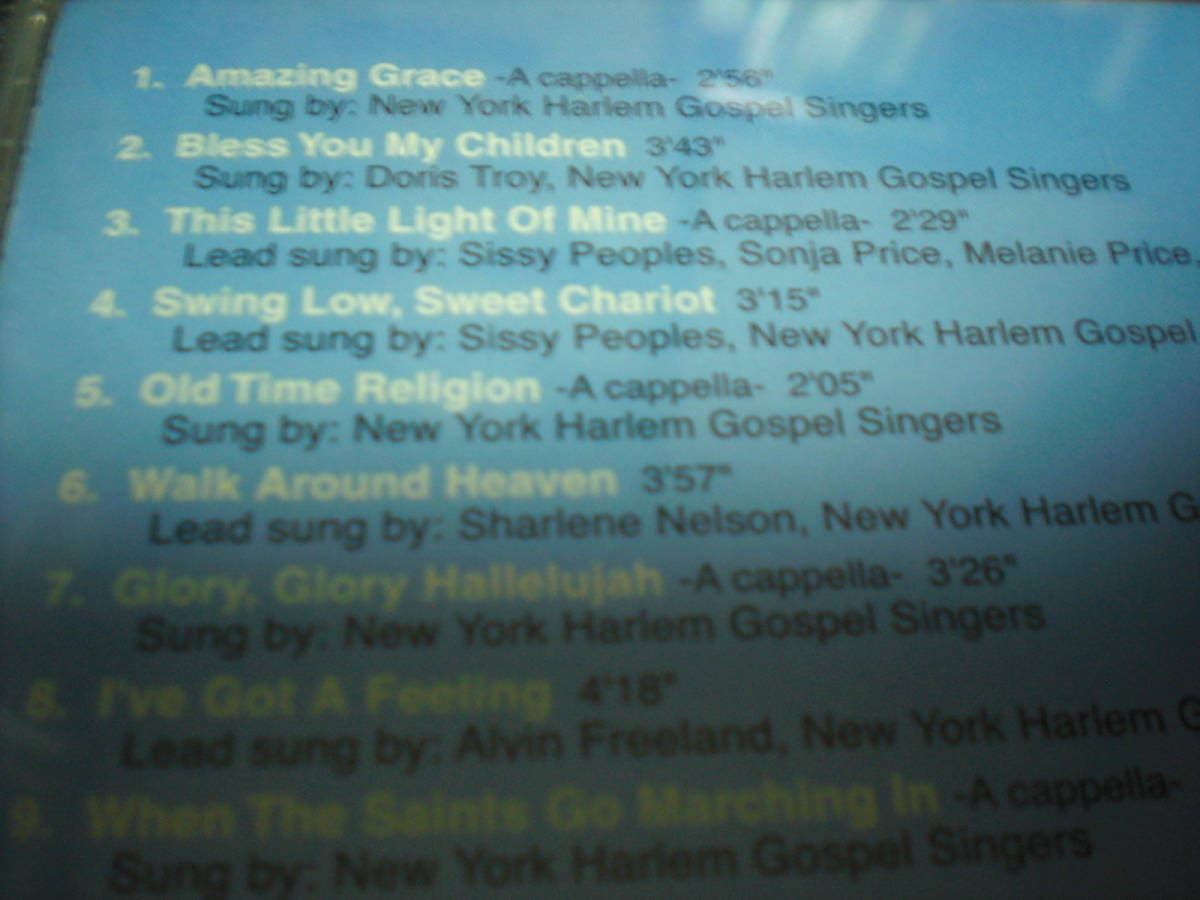 1. Amazing Grace -A cappella- 2'56"
Sung by: New York Harlem Gospel Singers
2. Bless You My Children 3'43"
Sung by: Doris Troy, New York Harlem Gospel Singers
3. This Little Light Of Mine -A cappella- 2'29"
Lead sung by: Sissy Peoples, Sonja Price, Melanie Price,
4. Swing Low, Sweet Chariot 3'15"
Lead sung by: Sissy Peoples, New York Harlem Gospel
5. Old Time Religion -A cappella- 2'05"
Sung by: New York Harlem Gospel Singers
6. Walk Around Heaven 3'57"
Lead sung by: Sharlene Nelson, New York Harlem G
7. Glory, Glory Hallelujah -A cappella- 3'26"
Sung by: New York Harlem Gospel Singers
8. I've Got A Feeling 4'18"
Lead sung by: Alvin Freeland, New York Harlem G
9. When The Saints Go Marching In -A cappella-
Sung by: New York Harlem Gospel Singers